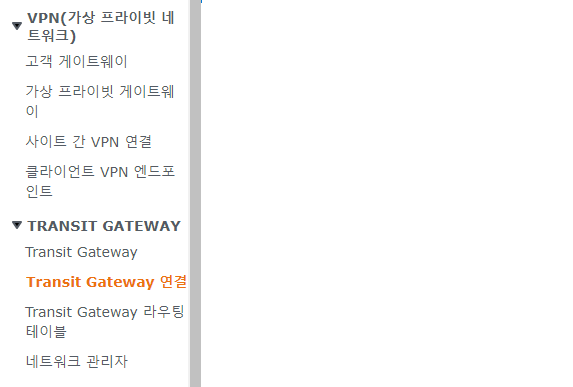 VPN(가상 프라이빗 네
트워크)
고객 게이트웨이
가상 프라이빗 게이트웨
이
사이트 간 VPN 연결
클라이언트 VPN 엔드포
인트
TRANSIT GATEWAY
Transit Gateway
Transit Gateway 연결
Transit Gateway 라우팅
테이블
네트워크 관리자